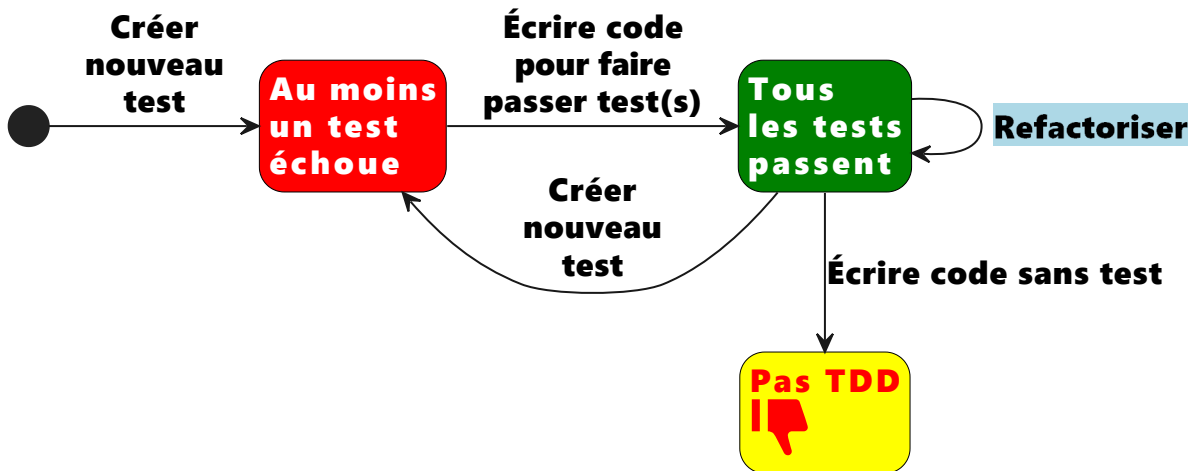 Créer
nouveau
test
Au moins
un test
échoue
Écrire code
pour faire
passer test(s)
Tous
les tests
passent
Refactoriser
Créer
nouveau
test
Écrire code sans test
Pas TDD